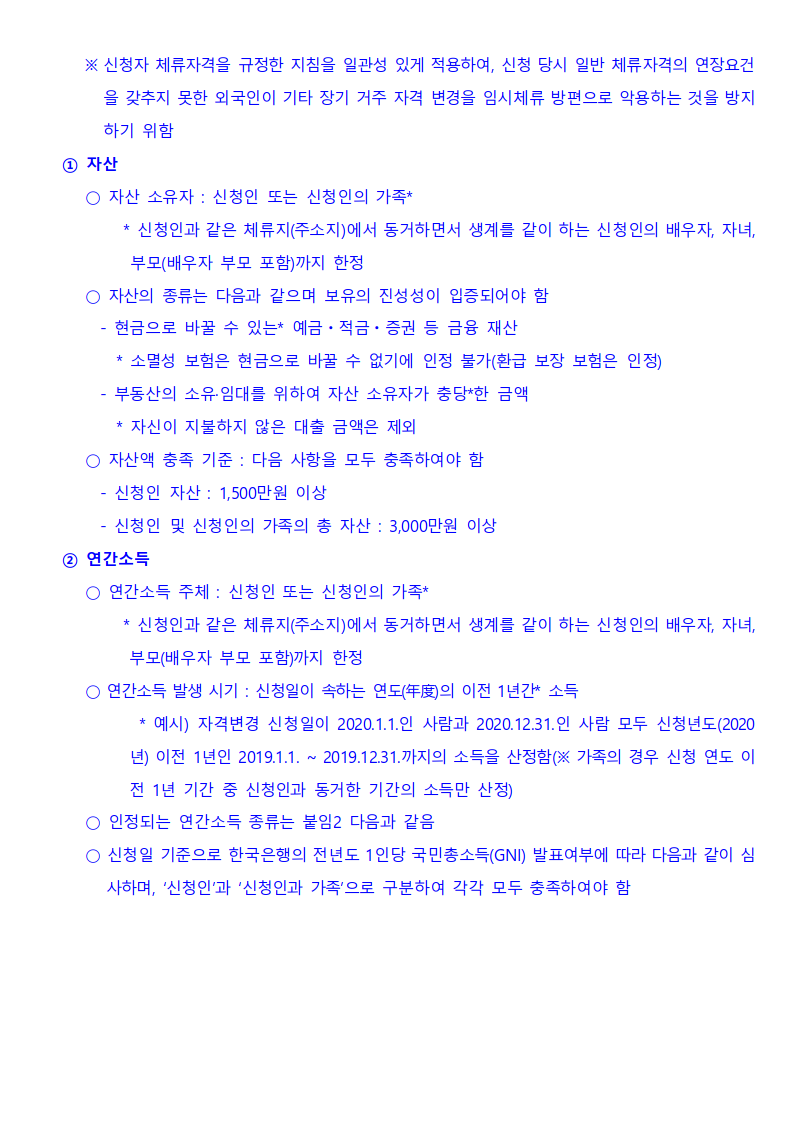 ※ 신청자 체류자격을 규정한 지침을 일관성 있게 적용하여, 신청 당시 일반 체류자격의 연장요건
을 갖추지 못한 외국인이 기타 장기 거주 자격 변경을 임시체류 방편으로 악용하는 것을 방지
하기 위함
① 자산
○ 자산 소유자 : 신청인 또는 신청인의 가족*
* 신청인과 같은 체류지(주소지)에서 동거하면서 생계를 같이 하는 신청인의 배우자, 자녀,
부모(배우자 부모 포함)까지 한정
○ 자산의 종류는 다음과 같으며 보유의 진성성이 입증되어야 함
- 현금으로 바꿀 수 있는* 예금・적금・증권 등 금융 재산
* 소멸성 보험은 현금으로 바꿀 수 없기에 인정 불가(환급 보장 보험은 인정)
- 부동산의 소유·임대를 위하여 자산 소유자가 충당*한 금액
* 자신이 지불하지 않은 대출 금액은 제외
○ 자산액 충족 기준 : 다음 사항을 모두 충족하여야 함
- 신청인 자산 : 1,500만원 이상
- 신청인 및 신청인의 가족의 총 자산 : 3,000만원 이상
② 연간소득
○ 연간소득 주체 : 신청인 또는 신청인의 가족*
* 신청인과 같은 체류지(주소지)에서 동거하면서 생계를 같이 하는 신청인의 배우자, 자녀,
부모(배우자 부모 포함)까지 한정
○ 연간소득 발생 시기 : 신청일이 속하는 연도(年度)의 이전 1년간* 소득
* 예시) 자격변경 신청일이 2020.1.1.인 사람과 2020.12.31.인 사람 모두 신청년도(2020
년) 이전 1년인 2019.1.1. ~ 2019.12.31.까지의 소득을 산정함(※ 가족의 경우 신청 연도 이
전 1년 기간 중 신청인과 동거한 기간의 소득만 산정)
○ 인정되는 연간소득 종류는 붙임2 다음과 같음
○ 신청일 기준으로 한국은행의 전년도 1인당 국민총소득(GNI) 발표여부에 따라 다음과 같이 심
사하며, ‘신청인’과 ‘신청인과 가족’으로 구분하여 각각 모두 충족하여야 함